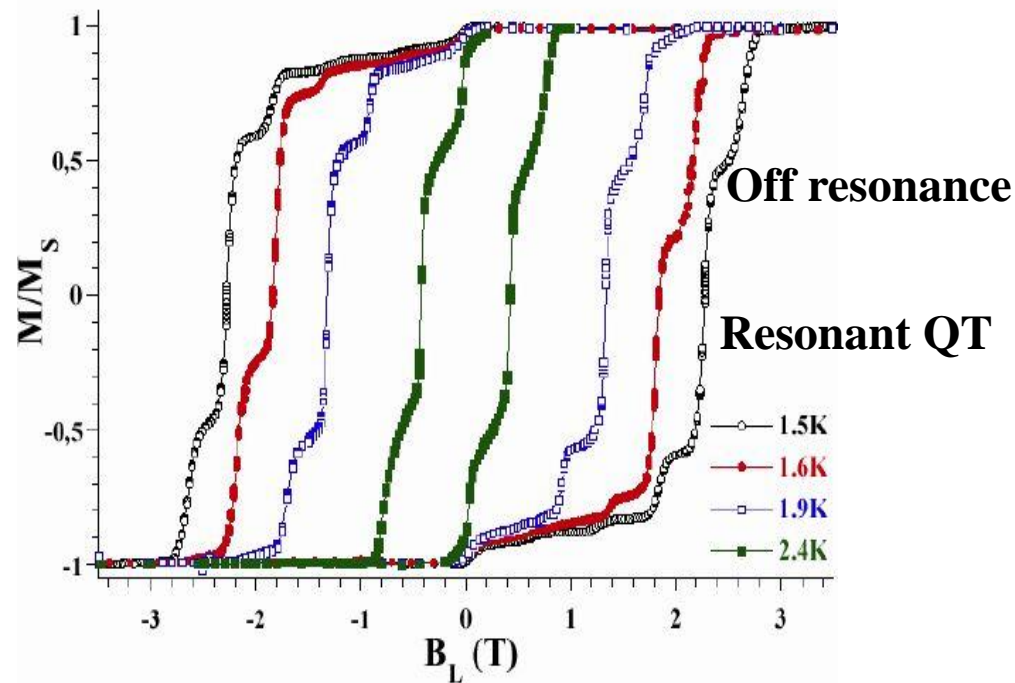 1
0,5
0
-0,5
-1
M/M_S
Off resonance
Resonant QT
1.5K
1.6K
1.9K
2.4K
-3 -2 -1 0 1 2 3
B_L (T)